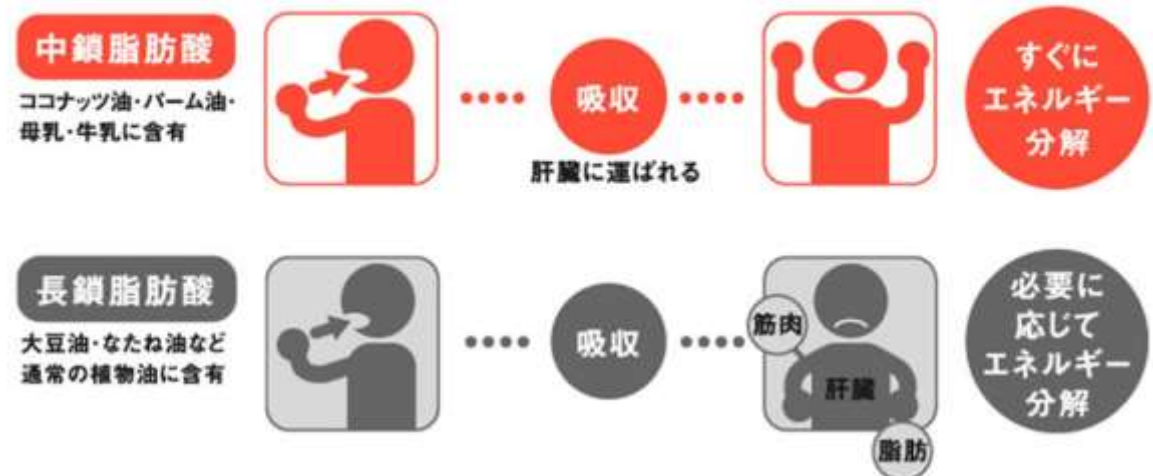 中鎖脂肪酸
ココナッツ油・パーム油・
母乳・牛乳に含有
吸収
肝臓に運ばれる
すぐに
エネルギー
分解
長鎖脂肪酸
大豆油・なたね油など
通常の植物油に含有
吸収
筋肉
肝臓
脂肪
必要に
応じて
エネルギー
分解